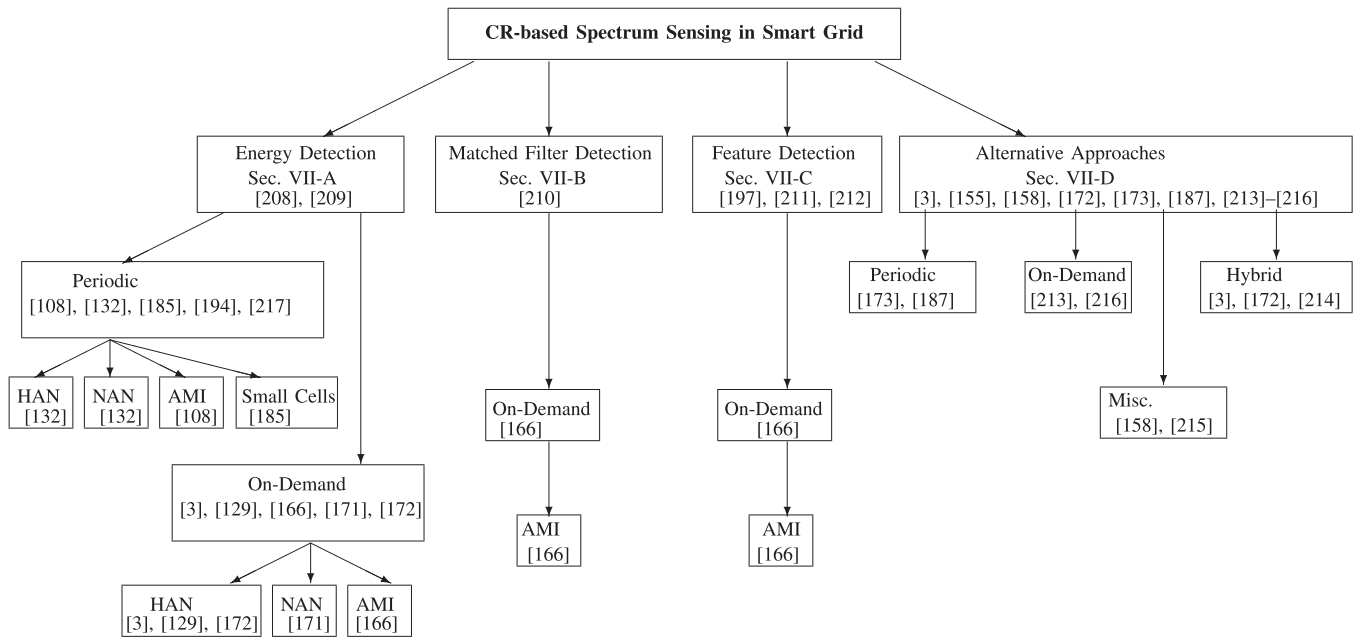 CR-based Spectrum Sensing in Smart Grid
Energy Detection
Sec. VII-A
[208], [209]
Matched Filter Detection
Sec. VII-B
[210]
Feature Detection
Sec. VII-C
[197], [211], [212]
Alternative Approaches
Sec. VII-D
[3], [155], [158], [172], [173], [187], [213]–[216]
Periodic
[108], [132], [185], [194], [217]
Periodic
[173], [187]
On-Demand
[213], [216]
Hybrid
[3], [172], [214]
HAN
[132]
NAN
[132]
AMI
[108]
Small Cells
[185]
On-Demand
[166]
On-Demand
[166]
Misc.
[158], [215]
On-Demand
[3], [129], [166], [171], [172]
AMI
[166]
AMI
[166]
HAN
[3], [129], [172]
NAN
[171]
AMI
[166]